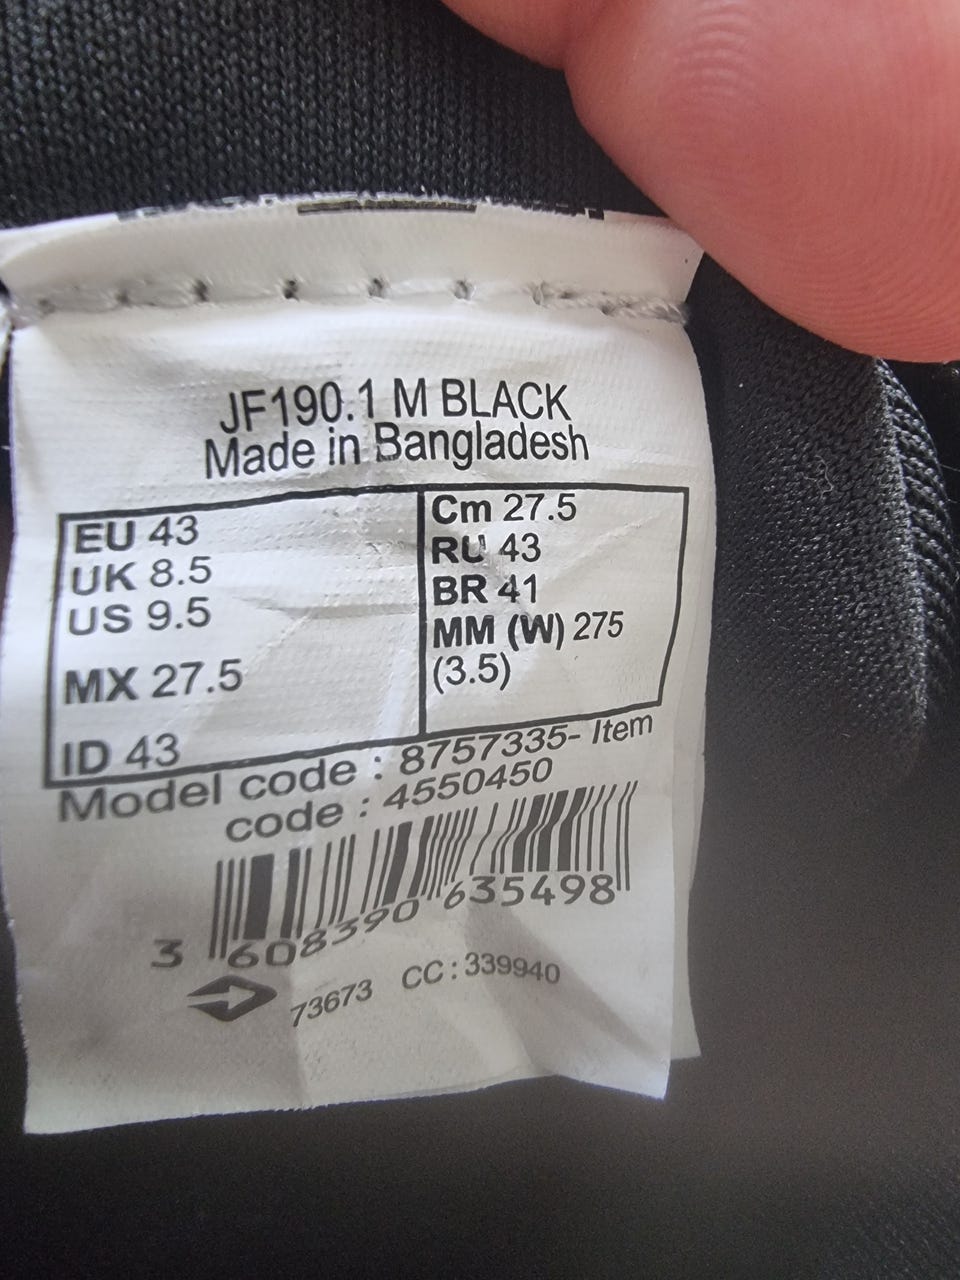 JF190.1 M BLACK
Made in Bangladesh
EU 43
UK 8.5
US 9.5
MX 27.5
ID 43
Cm 27.5
RU 43
BR 41
MM (W) 275
(3.5)
Model code : 8757335- Item
code : 4550450
3 608390 635498
73673 CC : 339940